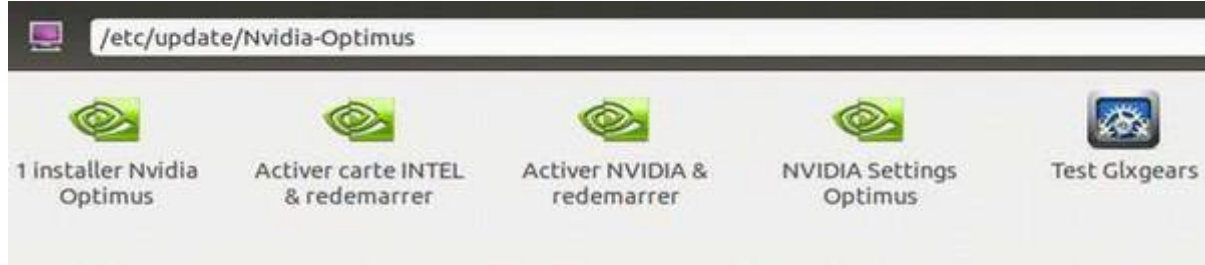 /etc/update/Nvidia-Optimus
1 installer Nvidia
Optimus
Activer carte INTEL
& redemarrer
Activer NVIDIA &
redemarrer
NVIDIA Settings
Optimus
Test Glxgears